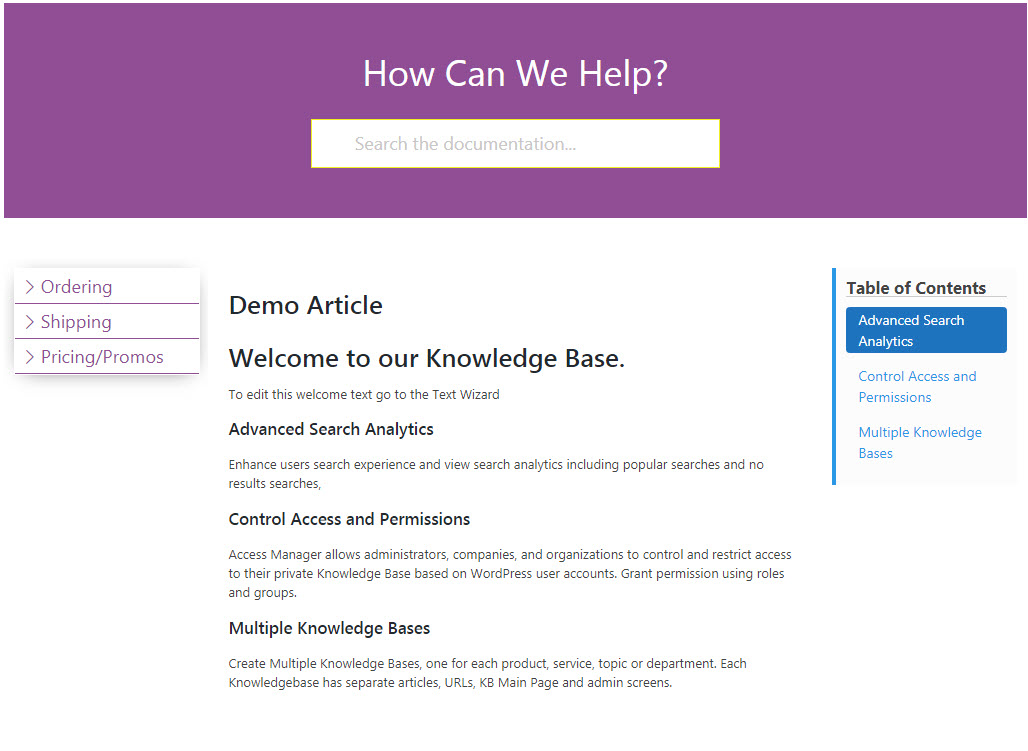 How Can We Help?
Search the documentation...
Ordering
Shipping
Pricing/Promos
Demo Article
Welcome to our Knowledge Base.
To edit this welcome text go to the Text Wizard
Advanced Search Analytics
Enhance users search experience and view search analytics including popular searches and no
results searches,
Control Access and Permissions
Access Manager allows administrators, companies, and organizations to control and restrict access
to their private Knowledge Base based on WordPress user accounts. Grant permission using roles
and groups.
Multiple Knowledge Bases
Create Multiple Knowledge Bases, one for each product, service, topic or department. Each
Knowledgebase has separate articles, URLs, KB Main Page and admin screens.
Table of Contents
Advanced Search
Analytics
Control Access and
Permissions
Multiple Knowledge
Bases